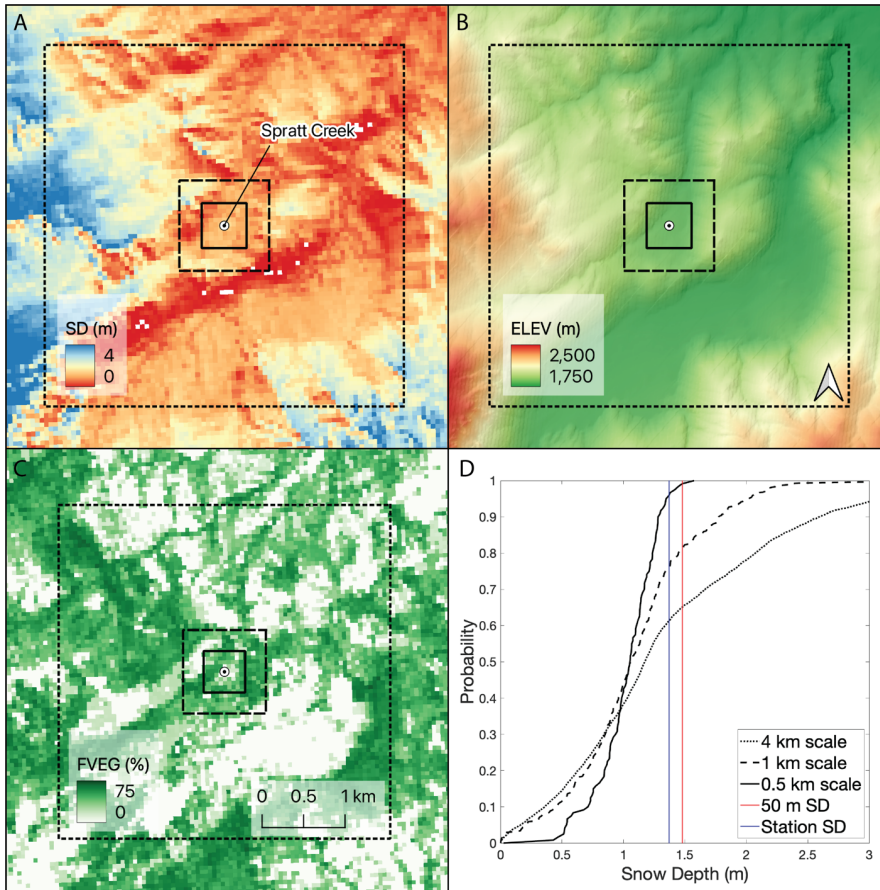 A
Spratt Creek
SD (m)
4
0
B
ELEV (m)
2,500
1,750
C
FVEG (%)
75
0
0 0.5 1 km
D
Probability
1
0.9
0.8
0.7
0.6
0.5
0.4
0.3
0.2
0.1
0
0 0.5 1 1.5 2 2.5 3
Snow Depth (m)
4 km scale
1 km scale
0.5 km scale
50 m SD
Station SD